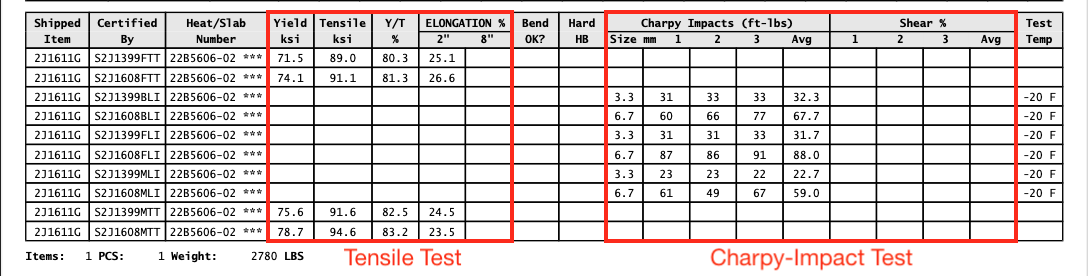 Shipped Certified Heat/Slab Yield Tensile Y/T ELONGATION % Bend Hard Charpy Impacts (ft-lbs) Shear % Test
Item By Number ksi ksi % 2" 8" OK? HB Size mm 1 2 3 Avg 1 2 3 Avg Temp
2J1611G S2J1399FTT 22B5606-02 *** 71.5 89.0 80.3 25.1
2J1611G S2J1608FTT 22B5606-02 *** 74.1 91.1 81.3 26.6
2J1611G S2J1399BLI 22B5606-02 *** 3.3 31 33 33 32.3 -20 F
2J1611G S2J1608BLI 22B5606-02 *** 6.7 60 66 77 67.7 -20 F
2J1611G S2J1399FLI 22B5606-02 *** 3.3 31 31 33 31.7 -20 F
2J1611G S2J1608FLI 22B5606-02 *** 6.7 87 86 91 88.0 -20 F
2J1611G S2J1399MLI 22B5606-02 *** 3.3 23 23 22 22.7 -20 F
2J1611G S2J1608MLI 22B5606-02 *** 6.7 61 49 67 59.0 -20 F
2J1611G S2J1399MTT 22B5606-02 *** 75.6 91.6 82.5 24.5
2J1611G S2J1608MTT 22B5606-02 *** 78.7 94.6 83.2 23.5
Items: 1 PCS: 1 Weight: 2780 LBS
Tensile Test Charpy-Impact Test